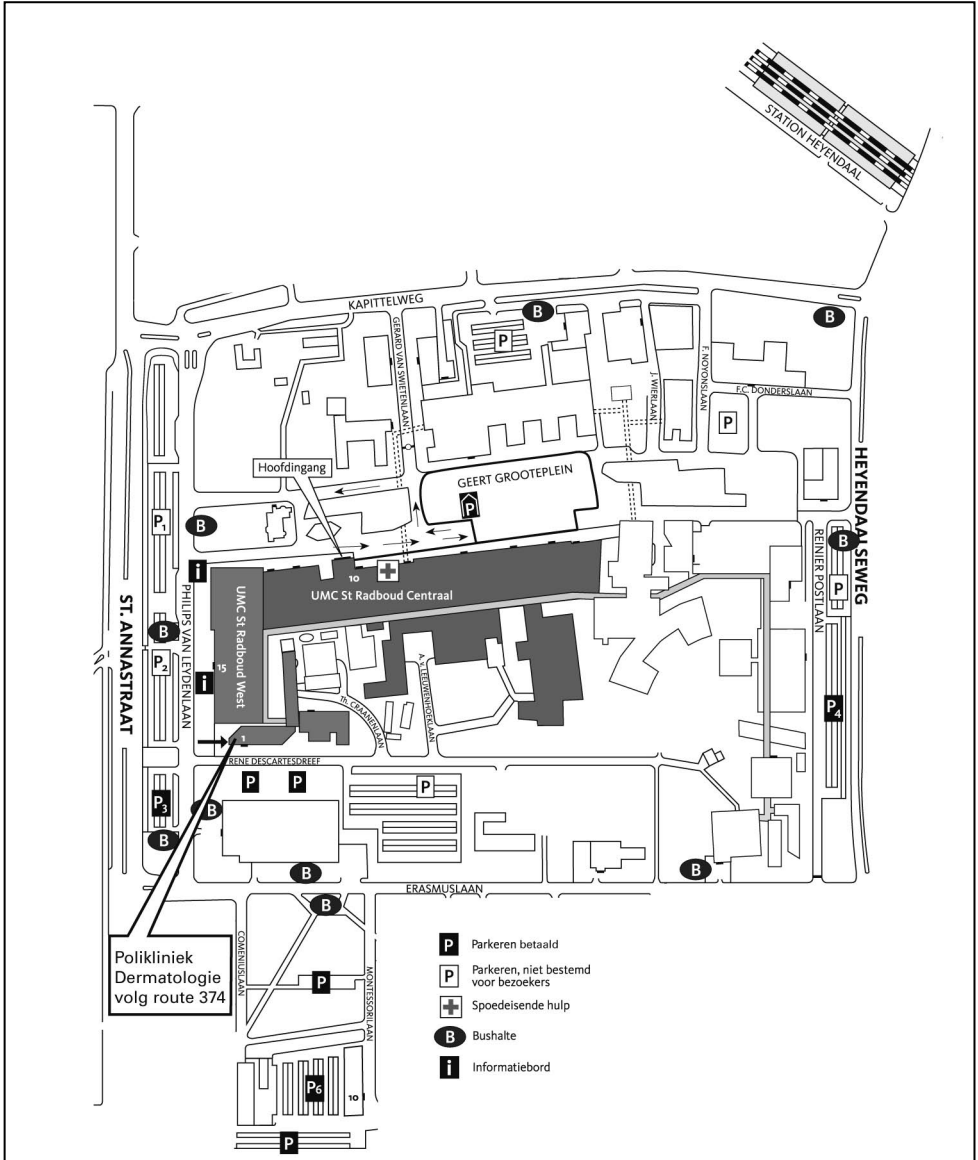 STATION HEYENDAAL
KAPITTELWEG
B
B
GERARD VAN SWIETENLAAN
P
J. WIERLAAN
F. NOYONSLAAN
F.C. DONDERSLAAN
P
Hoofdingang
GEERT GROOTEPLEIN
P
HEYENDAALSEWEG
P1
B
B
REINIER POSTLAAN
P
i
10
UMC St Radboud Centraal
UMC St Radboud West
15
ST. ANNASTRAAT
PHILIPS VAN LEYDENLAAN
B
P2
i
A. v. LEEUWENHOEKLAAN
TH. CRAANENLAAN
P4
1
RENE DESCARTESDREEF
P
P
P
P3
B
B
B
B
ERASMUSLAAN
B
Polikliniek
Dermatologie
volg route 374
COMENIUSLAAN
MONTESSORILAAN
P
P6
10
P
P Parkeren betaald
P Parkeren, niet bestemd
voor bezoekers
Spoedeisende hulp
B Bushalte
i Informatiebord